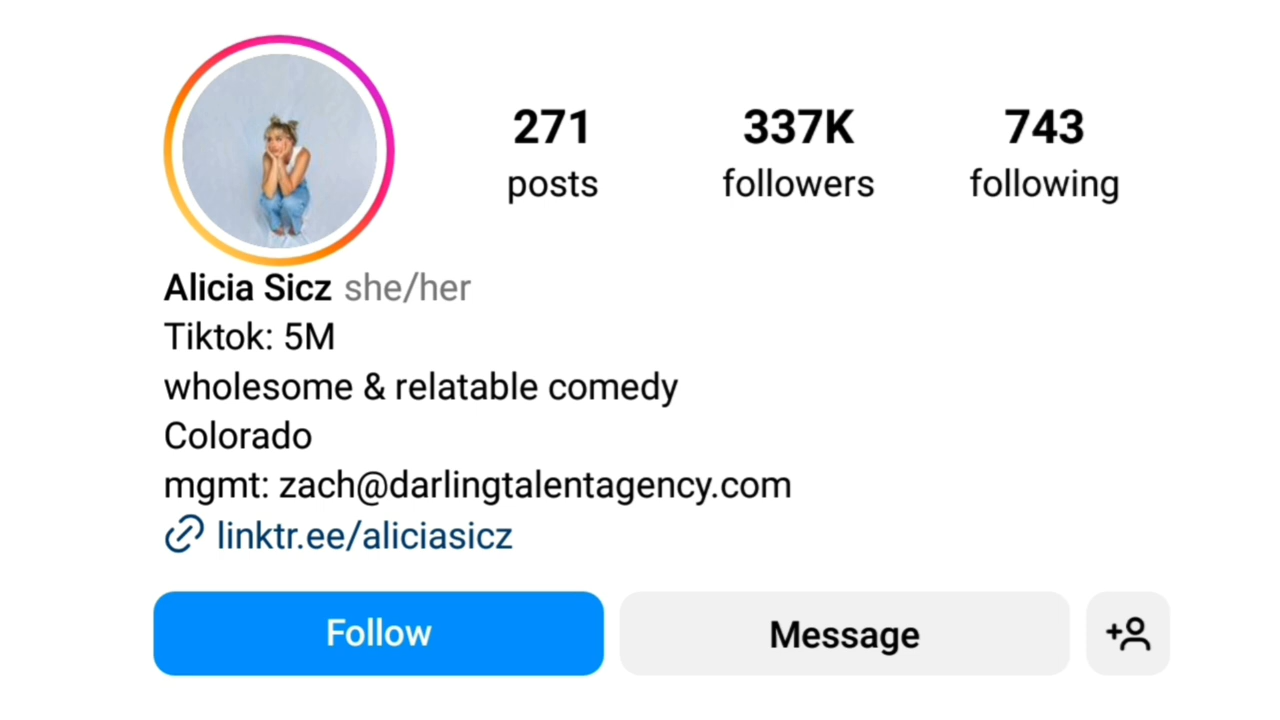 271 337K 743
posts followers following
Alicia Sicz she/her
Tiktok: 5M
wholesome & relatable comedy
Colorado
mgmt: zach@darlingtalentagency.com
linktr.ee/aliciasicz
Follow Message